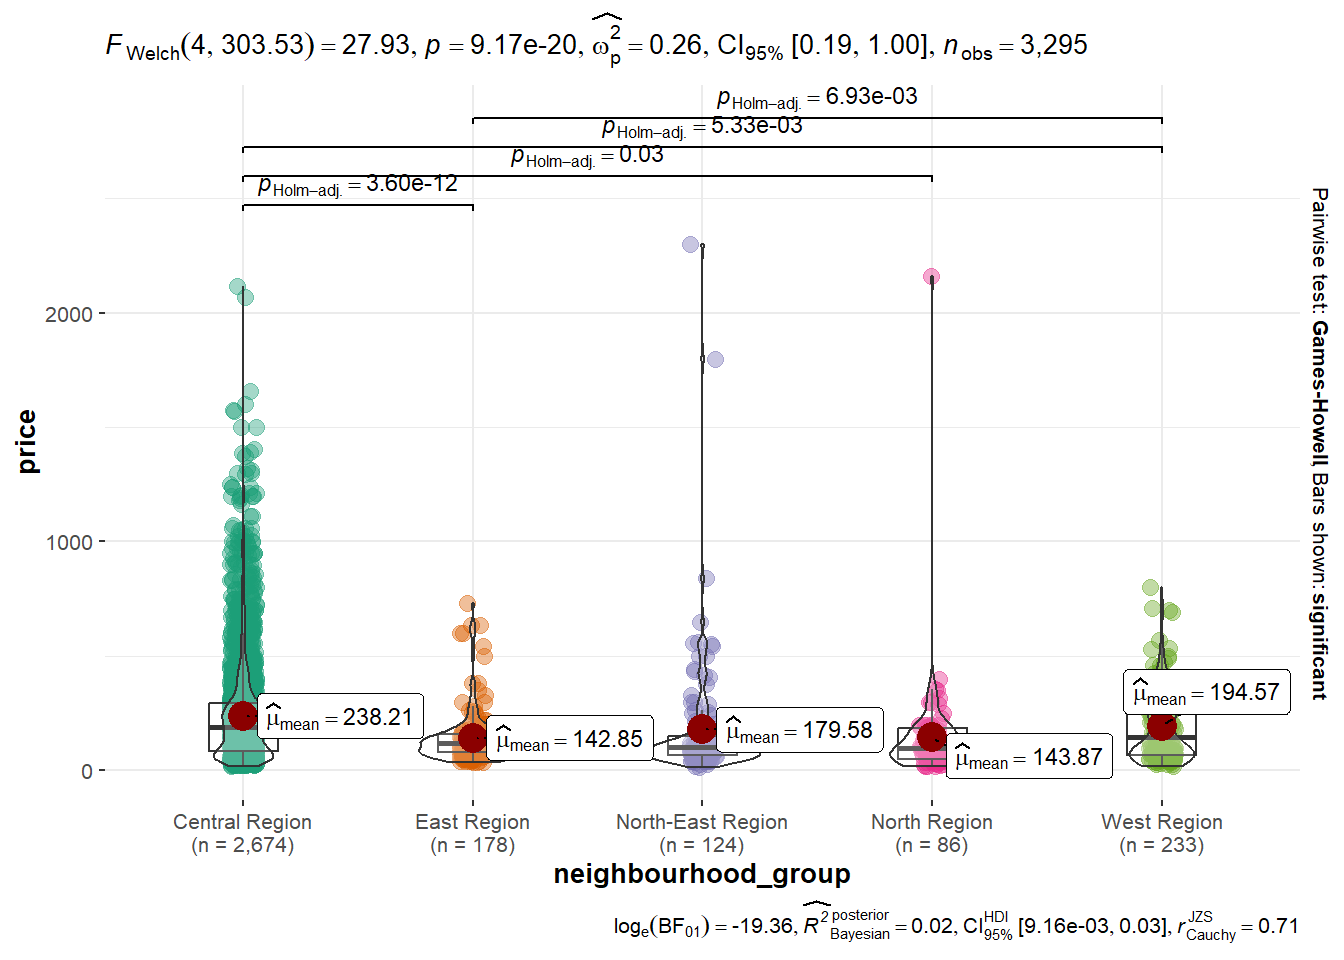 F Welch(4, 303.53) = 27.93, p = 9.17e-20, ω̂²p = 0.26, CI95% [0.19, 1.00], nobs = 3,295
pHolm−adj. = 6.93e-03
pHolm−adj. = 5.33e-03
pHolm−adj. = 0.03
pHolm−adj. = 3.60e-12
Pairwise test: Games-Howell, Bars shown: significant
price
2000
1000
0
μ̂mean = 238.21
μ̂mean = 142.85
μ̂mean = 179.58
μ̂mean = 143.87
μ̂mean = 194.57
Central Region
(n = 2,674)
East Region
(n = 178)
North-East Region
(n = 124)
North Region
(n = 86)
West Region
(n = 233)
neighbourhood_group
loge(BF01) = -19.36, R̂² posterior Bayesian = 0.02, CI HDI 95% [9.16e-03, 0.03], r JZS Cauchy = 0.71